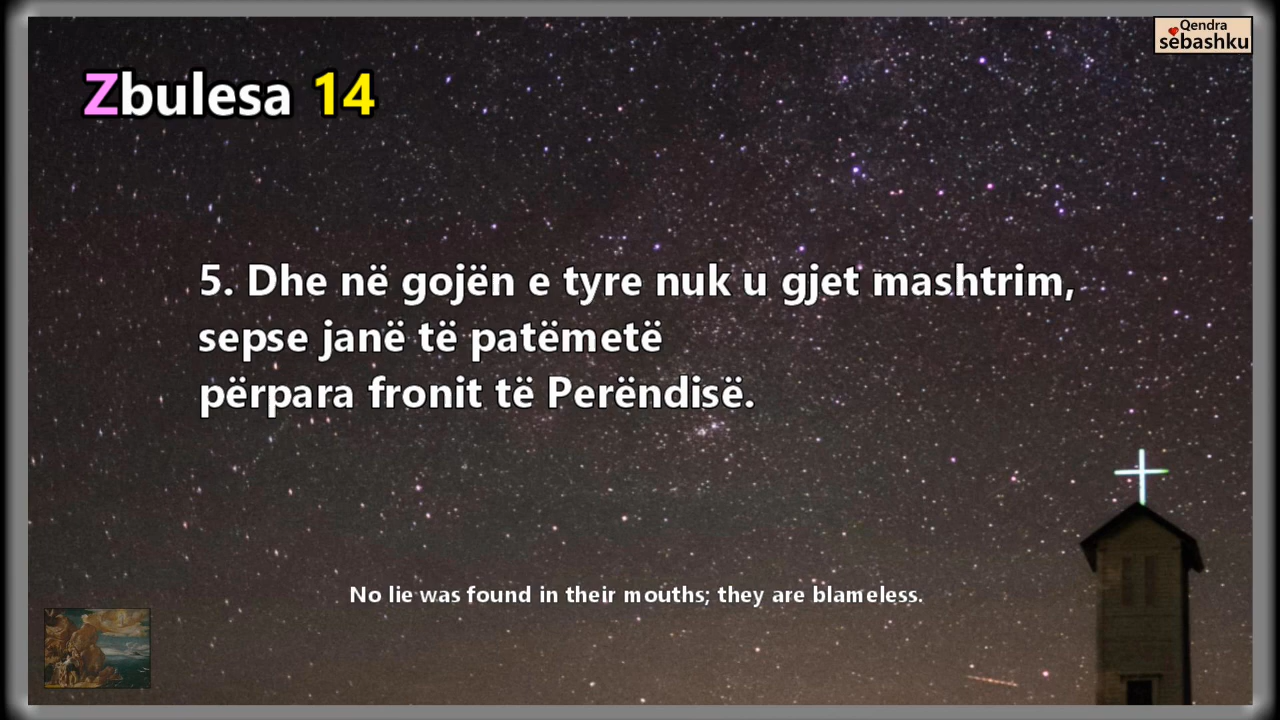 Qendra
sëbashku
Zbulesa 14
5. Dhe në gojën e tyre nuk u gjet mashtrim,
sepse janë të patëmetë
përpara fronit të Perëndisë.
No lie was found in their mouths; they are blameless.